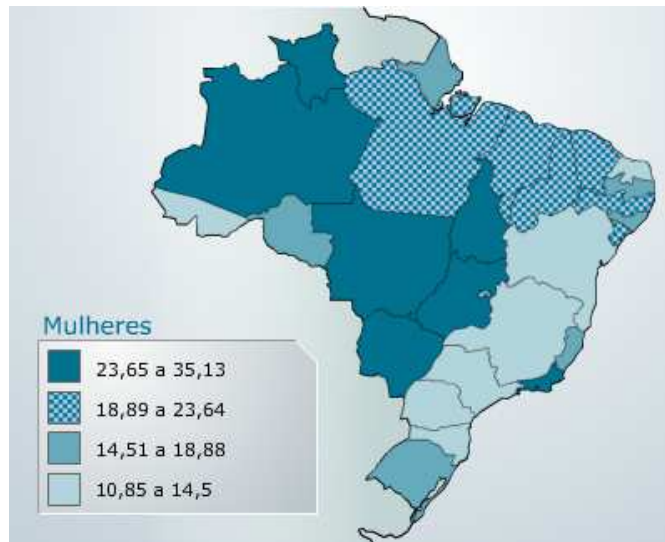 Mulheres
23,65 a 35,13
18,89 a 23,64
14,51 a 18,88
10,85 a 14,5